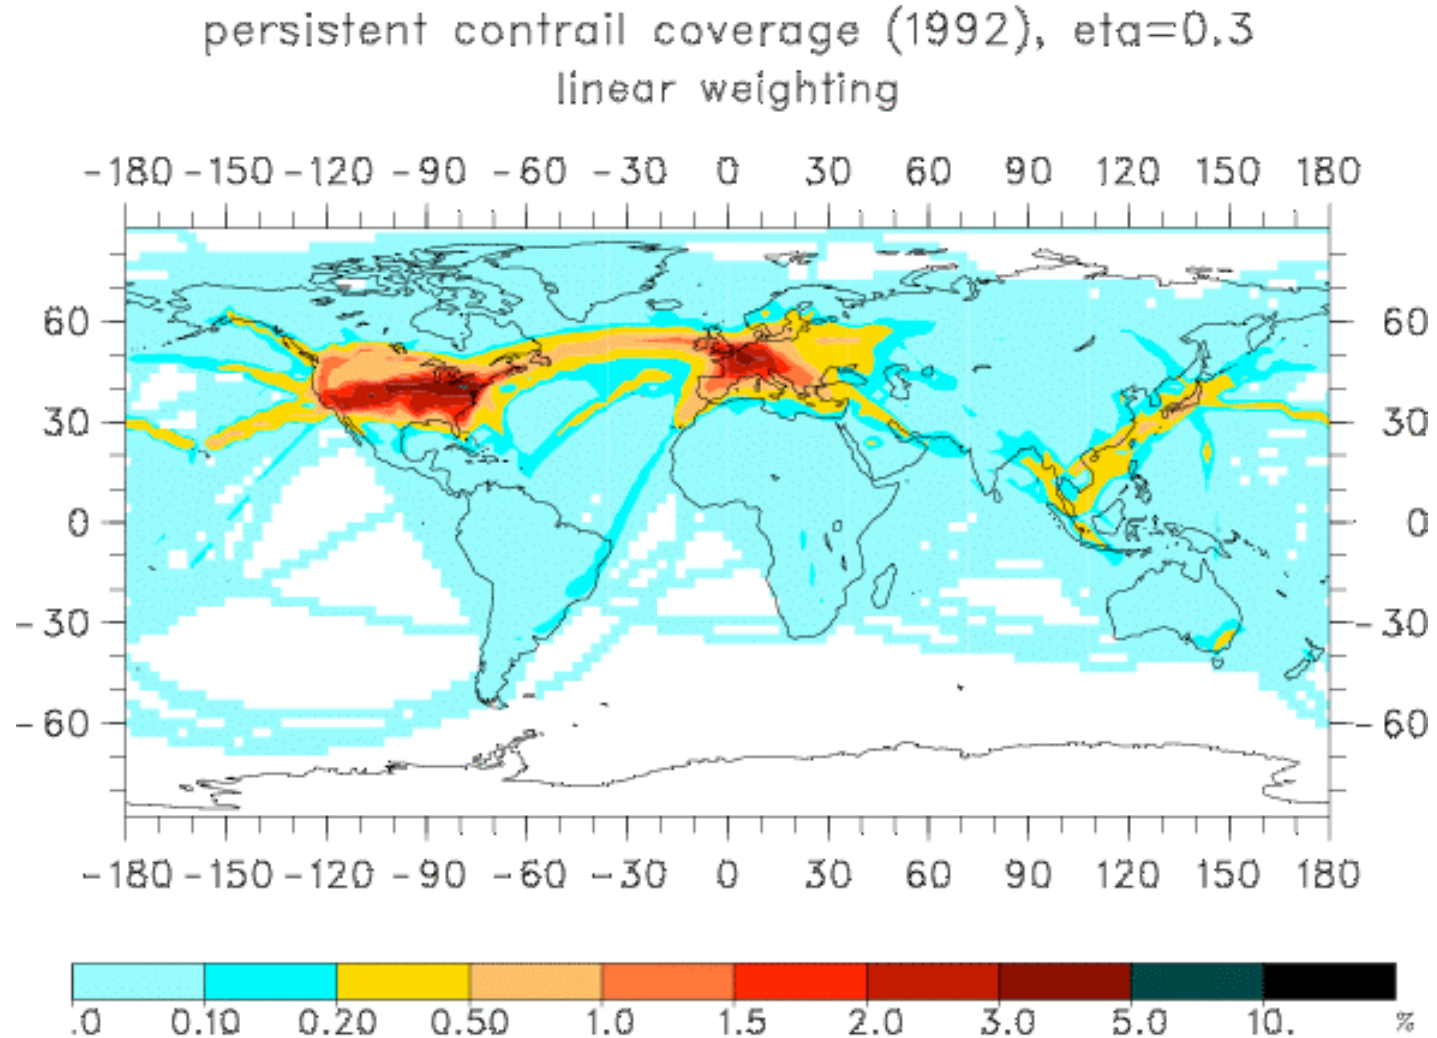 persistent contrail coverage (1992), eta=0.3
linear weighting
-180 -150 -120 -90 -60 -30 0 30 60 90 120 150 180
60 60
30 30
0 0
-30 -30
-60 -60
-180 -150 -120 -90 -60 -30 0 30 60 90 120 150 180
.0 0.10 0.20 0.50 1.0 1.5 2.0 3.0 5.0 10. %